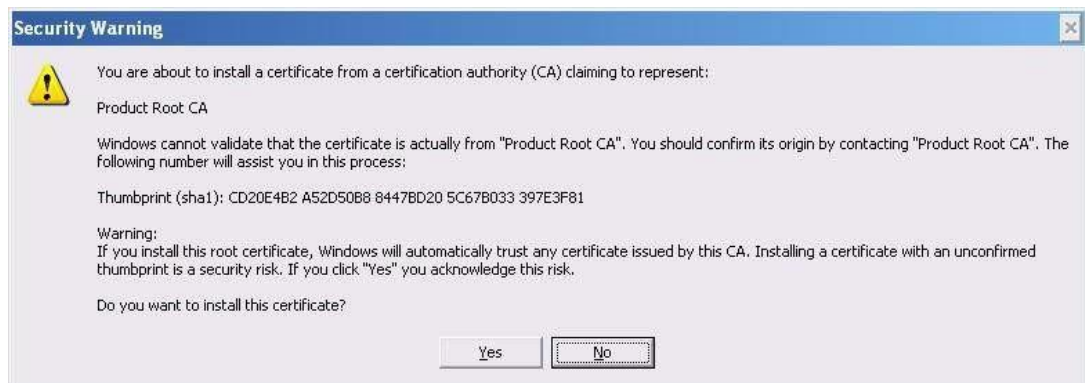 Security Warning
You are about to install a certificate from a certification authority (CA) claiming to represent:
Product Root CA
Windows cannot validate that the certificate is actually from "Product Root CA". You should confirm its origin by contacting "Product Root CA". The
following number will assist you in this process:
Thumbprint (sha1): CD20E4B2 A52D50B8 8447BD20 5C67B033 397E3F81
Warning:
If you install this root certificate, Windows will automatically trust any certificate issued by this CA. Installing a certificate with an unconfirmed
thumbprint is a security risk. If you click "Yes" you acknowledge this risk.
Do you want to install this certificate?
Yes
No